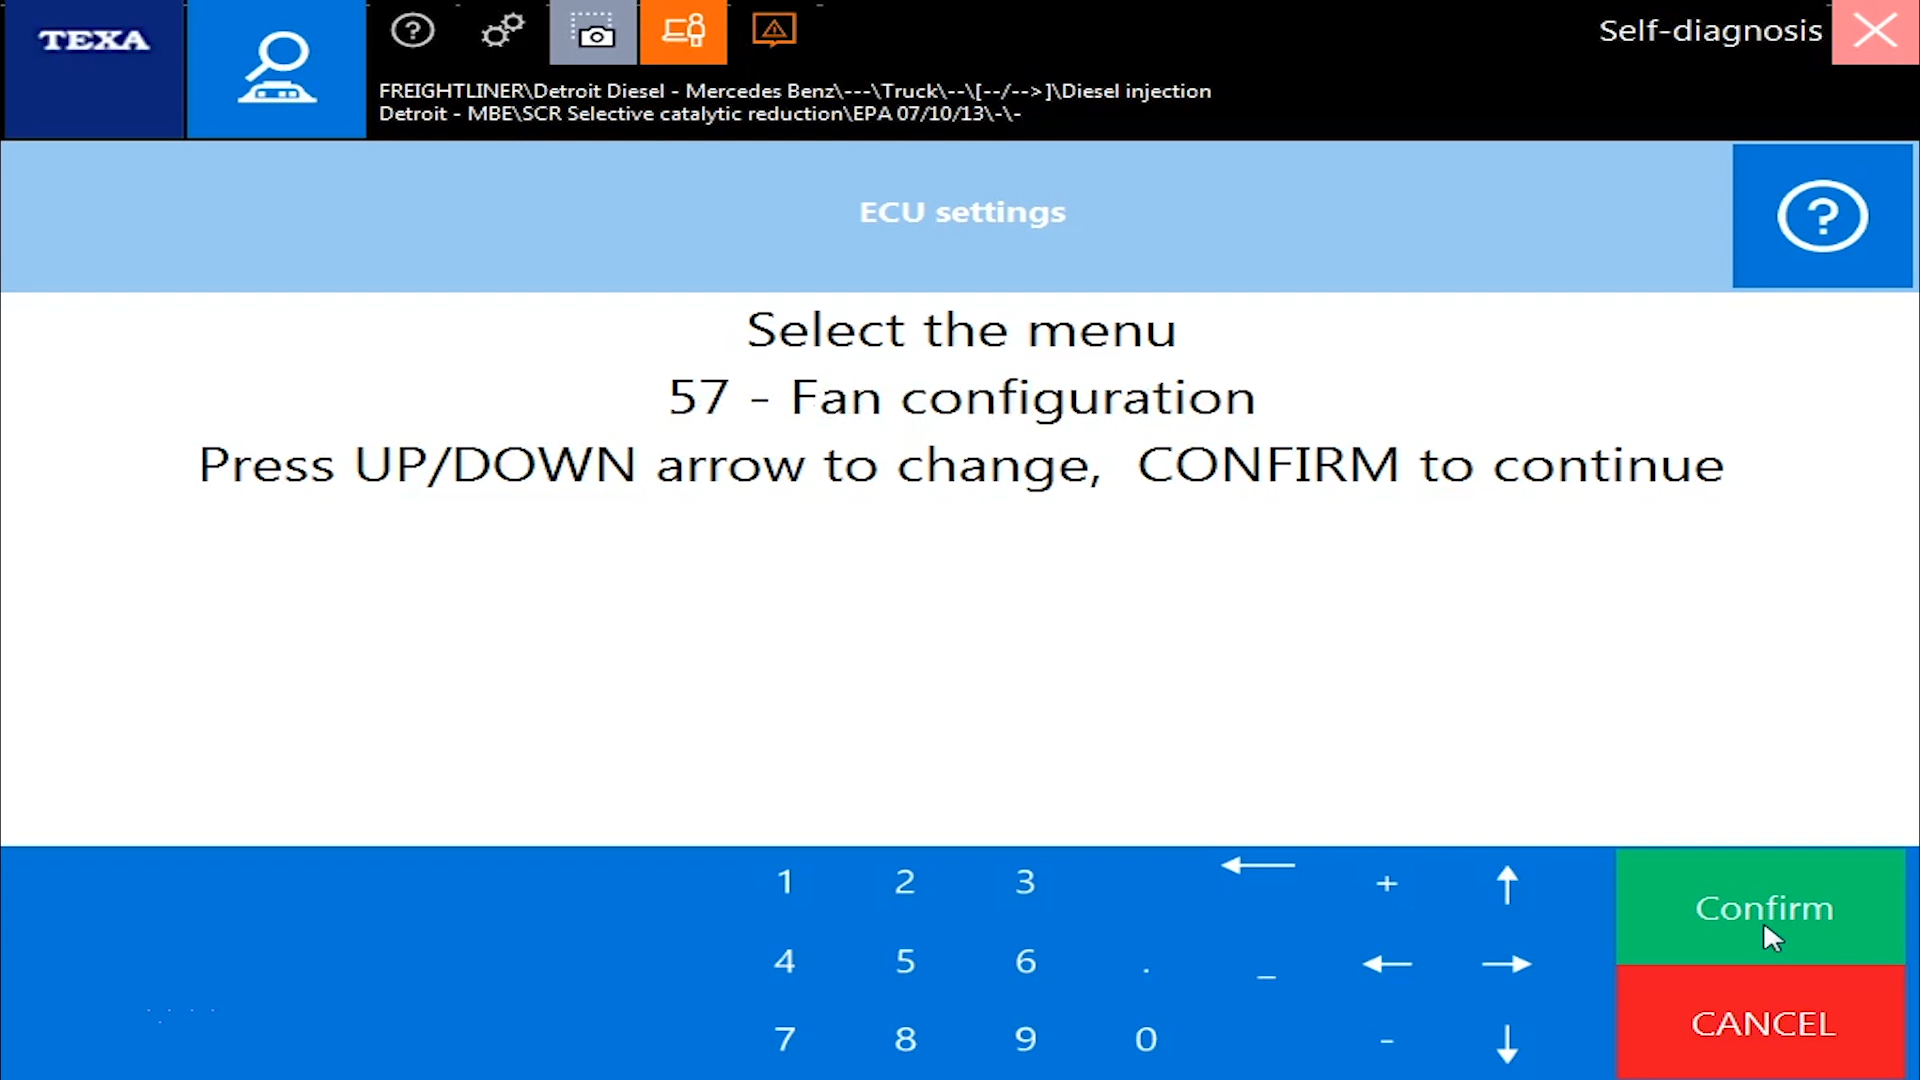 TEXA
Self-diagnosis
FREIGHTLINER\Detroit Diesel - Mercedes Benz\---\Truck\--\[--/-->]\Diesel injection
Detroit - MBE\SCR Selective catalytic reduction\EPA 07/10/13\-\-
ECU settings
?
Select the menu
57 - Fan configuration
Press UP/DOWN arrow to change,  CONFIRM to continue
1 2 3 +
Confirm
4 5 6 . _
7 8 9 0 -
CANCEL